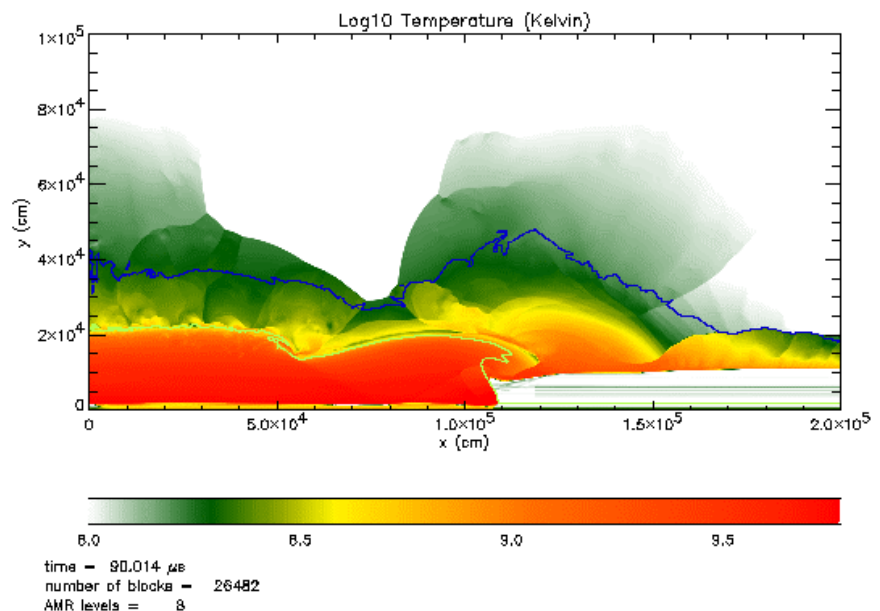 Log10 Temperature (Kelvin)
1×10⁵
8×10⁴
6×10⁴
4×10⁴
2×10⁴
0
y (cm)
0 5.0×10⁴ 1.0×10⁵ 1.5×10⁵ 2.0×10⁵
x (cm)
8.0 8.5 9.0 9.5
time = 90.014 μs
number of blocks = 26482
AMR levels = 8